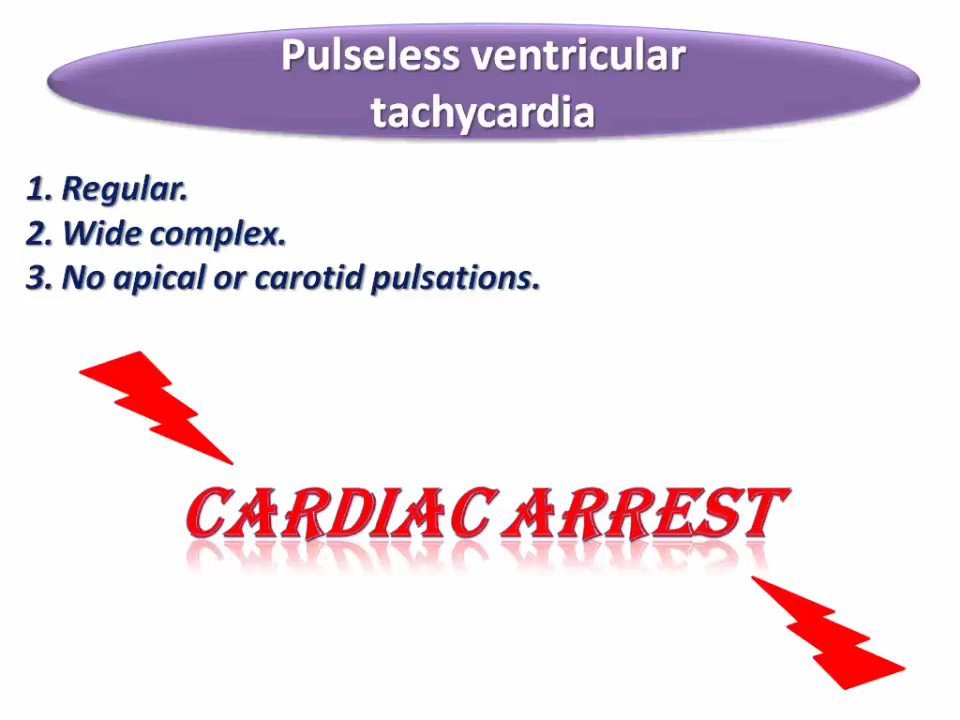 Pulseless ventricular
tachycardia
1. Regular.
2. Wide complex.
3. No apical or carotid pulsations.
CARDIAC ARREST